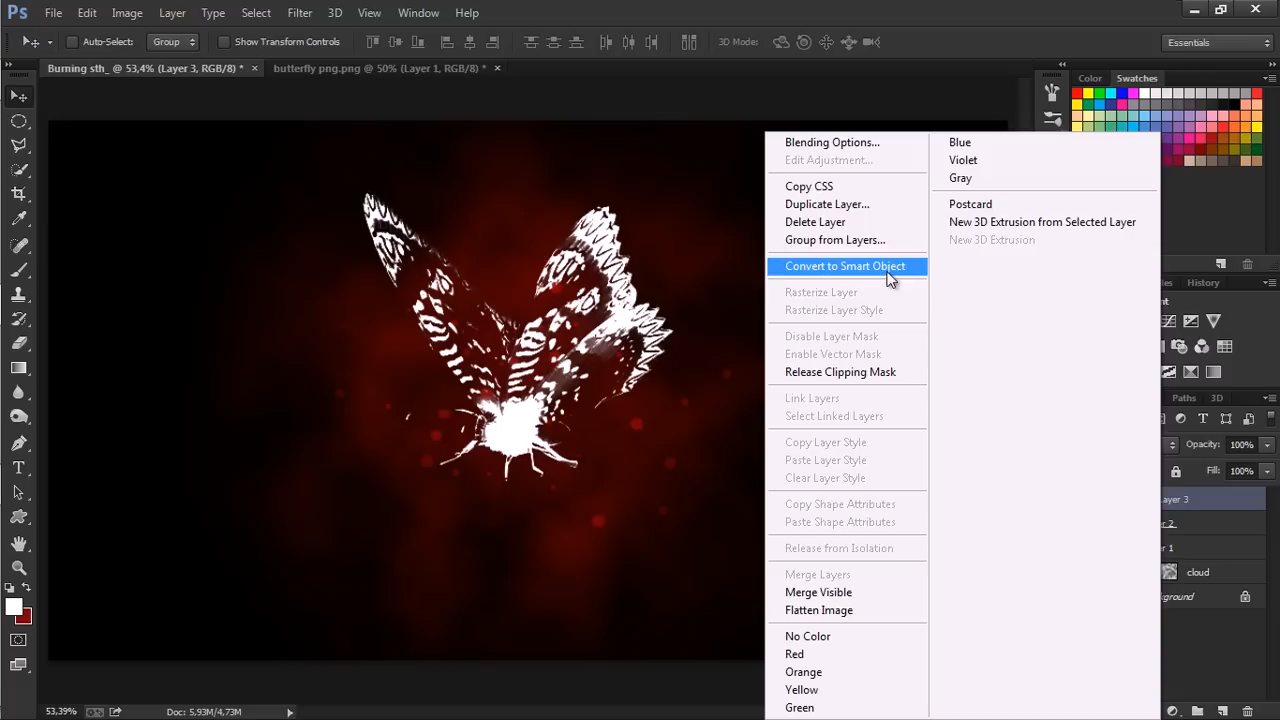 Ps File Edit Image Layer Type Select Filter 3D View Window Help
Auto-Select: Group Show Transform Controls 3D Mode: Essentials
Burning sth_ @ 53,4% (Layer 3, RGB/8) * × butterfly png.png @ 50% (Layer 1, RGB/8) * ×
Color Swatches
Blending Options...
Edit Adjustment...
Copy CSS
Duplicate Layer...
Delete Layer
Group from Layers...
Convert to Smart Object
Rasterize Layer
Rasterize Layer Style
Disable Layer Mask
Enable Vector Mask
Release Clipping Mask
Link Layers
Select Linked Layers
Copy Layer Style
Paste Layer Style
Clear Layer Style
Copy Shape Attributes
Paste Shape Attributes
Release from Isolation
Merge Layers
Merge Visible
Flatten Image
No Color
Red
Orange
Yellow
Green
Blue
Violet
Gray
Postcard
New 3D Extrusion from Selected Layer
New 3D Extrusion
History
Paths 3D
Opacity: 100%
Fill: 100%
ayer 3
r 2
r 1
cloud
kground
53,39% Doc: 5,93M/4,73M